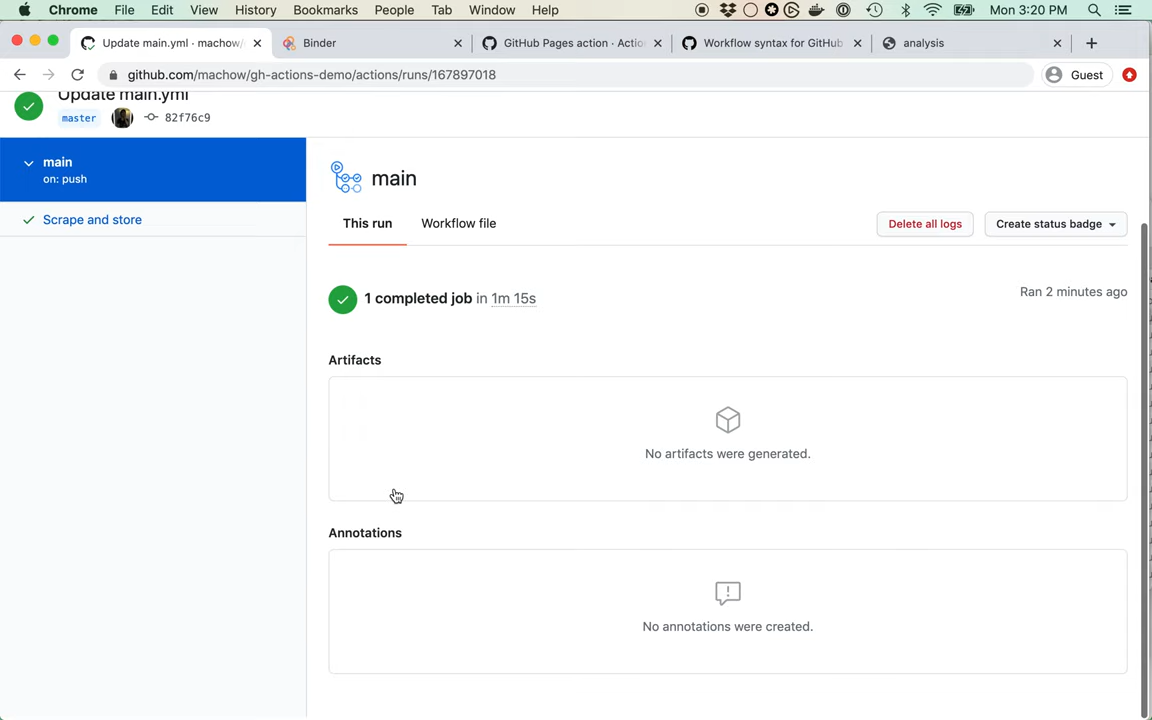 Chrome File Edit View History Bookmarks People Tab Window Help Mon 3:20 PM
Update main.yml · machow/ Binder GitHub Pages action · Actio Workflow syntax for GitHub analysis
github.com/machow/gh-actions-demo/actions/runs/167897018 Guest
Update main.yml
master 82f76c9
main
on: push
Scrape and store
main
This run Workflow file Delete all logs Create status badge
1 completed job in 1m 15s Ran 2 minutes ago
Artifacts
No artifacts were generated.
Annotations
No annotations were created.